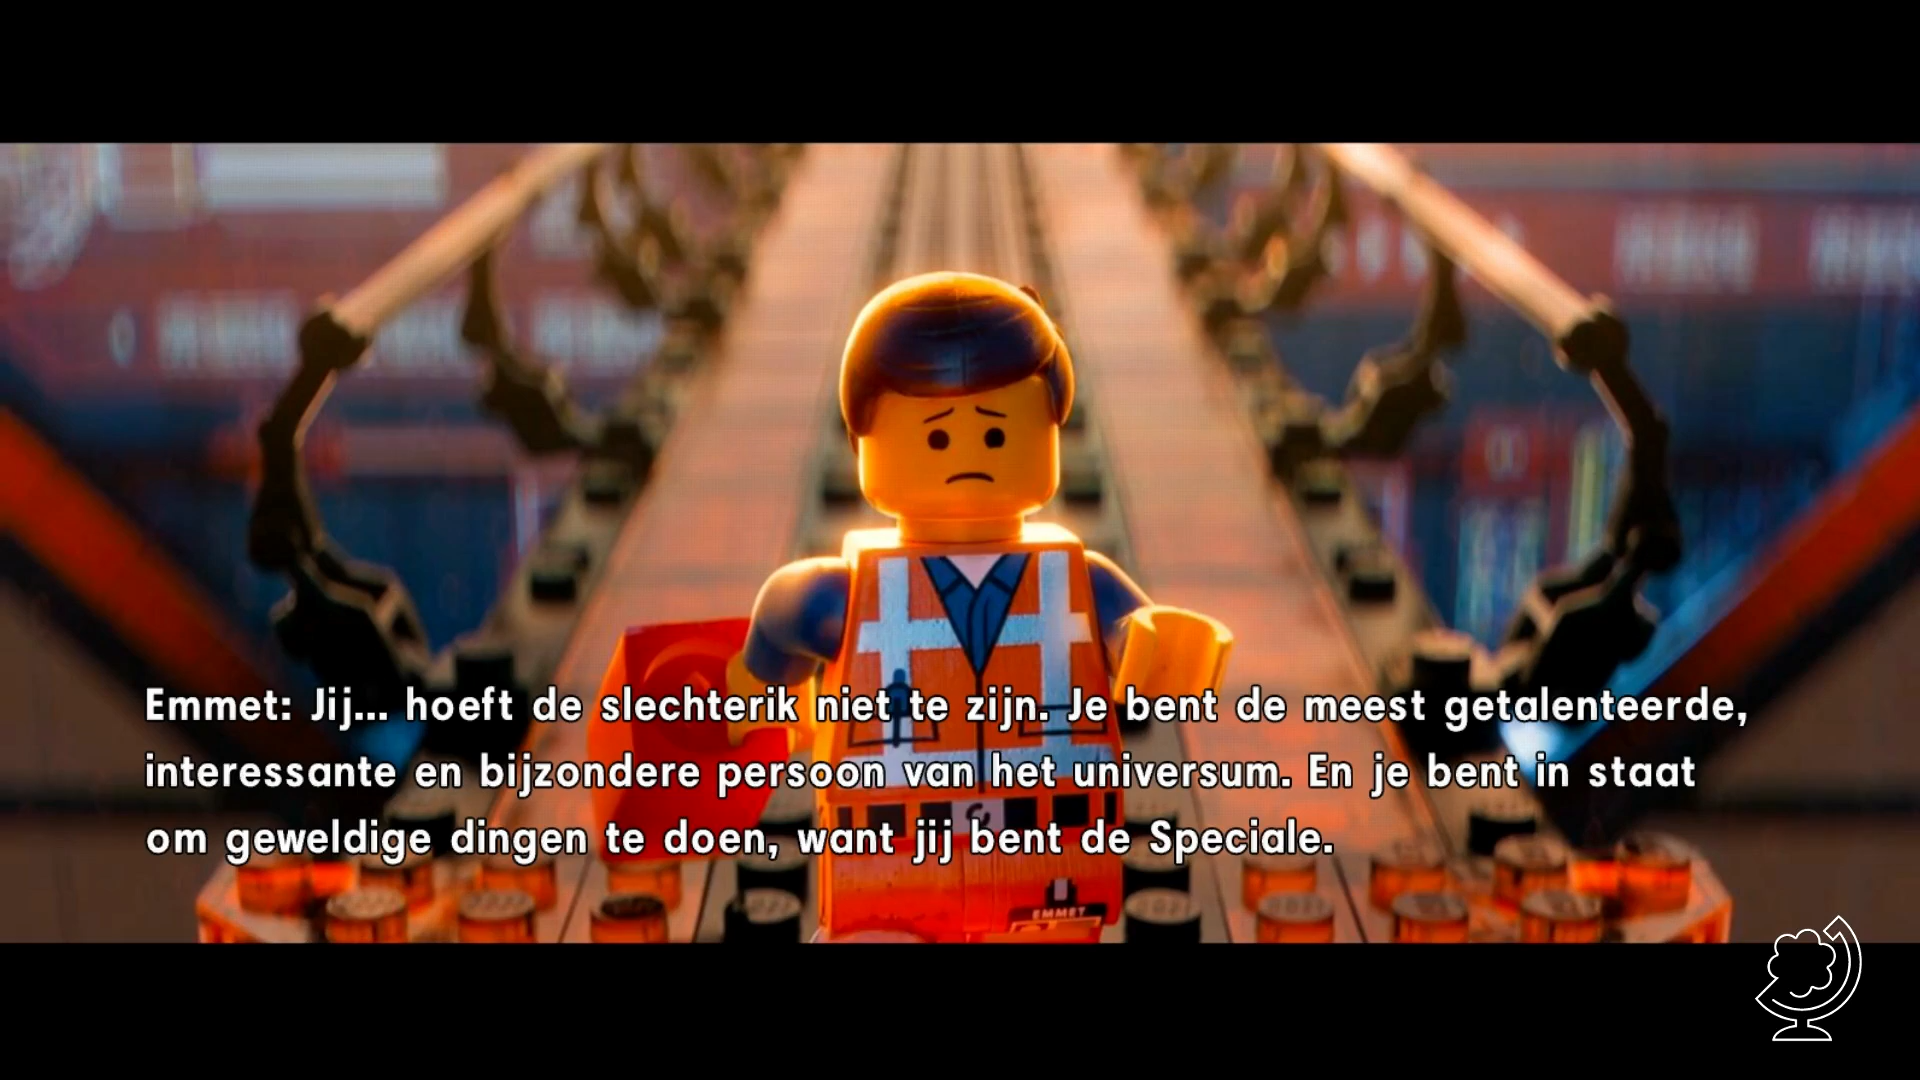 Emmet: Jij... hoeft de slechterik niet te zijn. Je bent de meest getalenteerde,
interessante en bijzondere persoon van het universum. En je bent in staat
om geweldige dingen te doen, want jij bent de Speciale.
EMMET